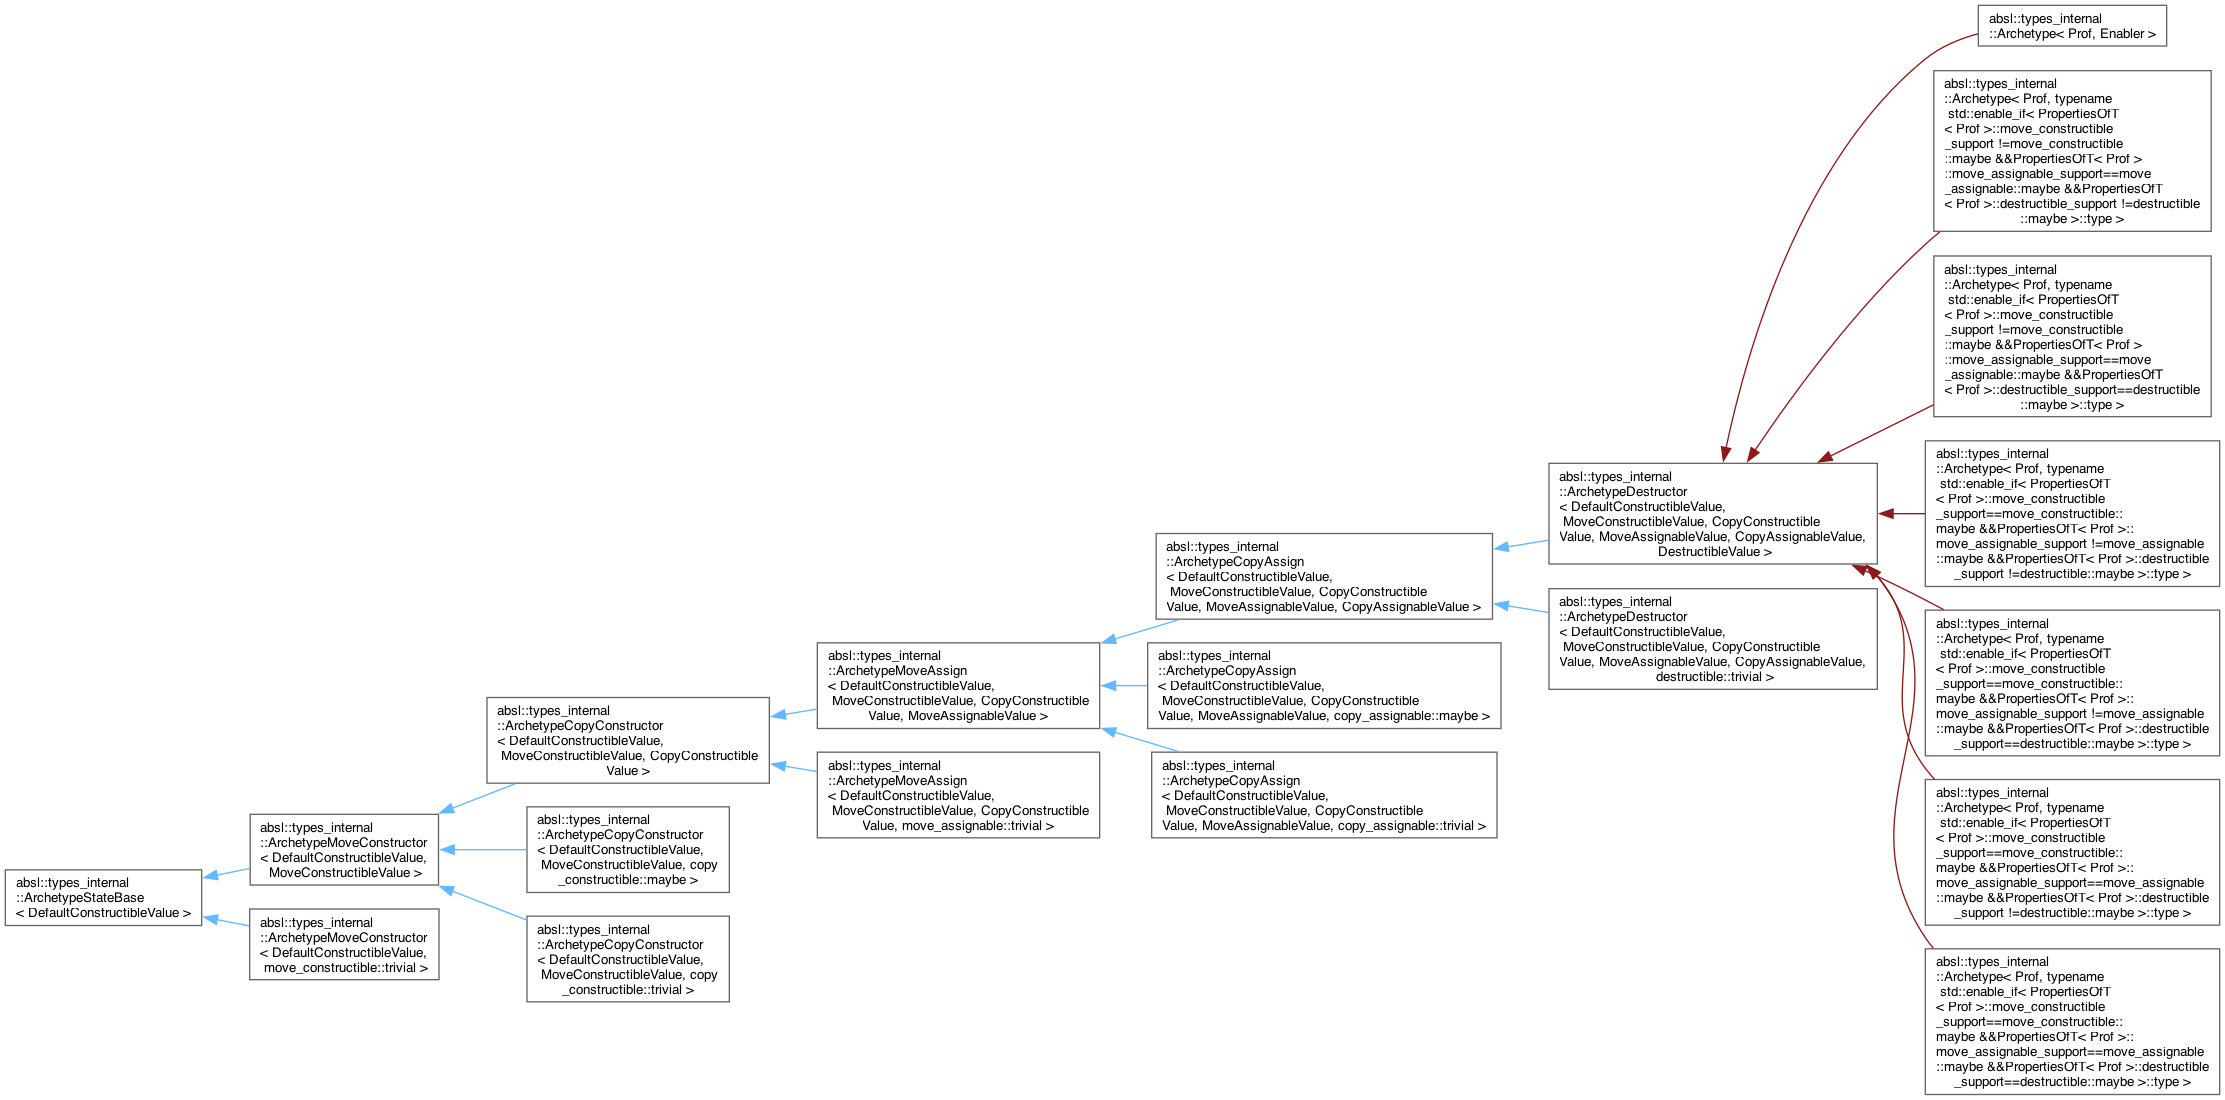 absl::types_internal
::ArchetypeStateBase
< DefaultConstructibleValue >
absl::types_internal
::ArchetypeMoveConstructor
< DefaultConstructibleValue,
MoveConstructibleValue >
absl::types_internal
::ArchetypeMoveConstructor
< DefaultConstructibleValue,
move_constructible::trivial >
absl::types_internal
::ArchetypeCopyConstructor
< DefaultConstructibleValue,
MoveConstructibleValue, CopyConstructible
Value >
absl::types_internal
::ArchetypeCopyConstructor
< DefaultConstructibleValue,
MoveConstructibleValue, copy
_constructible::maybe >
absl::types_internal
::ArchetypeCopyConstructor
< DefaultConstructibleValue,
MoveConstructibleValue, copy
_constructible::trivial >
absl::types_internal
::ArchetypeMoveAssign
< DefaultConstructibleValue,
MoveConstructibleValue, CopyConstructible
Value, MoveAssignableValue >
absl::types_internal
::ArchetypeMoveAssign
< DefaultConstructibleValue,
MoveConstructibleValue, CopyConstructible
Value, move_assignable::trivial >
absl::types_internal
::ArchetypeCopyAssign
< DefaultConstructibleValue,
MoveConstructibleValue, CopyConstructible
Value, MoveAssignableValue, CopyAssignableValue >
absl::types_internal
::ArchetypeCopyAssign
< DefaultConstructibleValue,
MoveConstructibleValue, CopyConstructible
Value, MoveAssignableValue, copy_assignable::maybe >
absl::types_internal
::ArchetypeCopyAssign
< DefaultConstructibleValue,
MoveConstructibleValue, CopyConstructible
Value, MoveAssignableValue, copy_assignable::trivial >
absl::types_internal
::ArchetypeDestructor
< DefaultConstructibleValue,
MoveConstructibleValue, CopyConstructible
Value, MoveAssignableValue, CopyAssignableValue,
DestructibleValue >
absl::types_internal
::ArchetypeDestructor
< DefaultConstructibleValue,
MoveConstructibleValue, CopyConstructible
Value, MoveAssignableValue, CopyAssignableValue,
destructible::trivial >
absl::types_internal
::Archetype< Prof, Enabler >
absl::types_internal
::Archetype< Prof, typename
std::enable_if< PropertiesOfT
< Prof >::move_constructible
_support !=move_constructible
::maybe &&PropertiesOfT< Prof >
::move_assignable_support==move
_assignable::maybe &&PropertiesOfT
< Prof >::destructible_support !=destructible
::maybe >::type >
absl::types_internal
::Archetype< Prof, typename
std::enable_if< PropertiesOfT
< Prof >::move_constructible
_support !=move_constructible
::maybe &&PropertiesOfT< Prof >
::move_assignable_support==move
_assignable::maybe &&PropertiesOfT
< Prof >::destructible_support==destructible
::maybe >::type >
absl::types_internal
::Archetype< Prof, typename
std::enable_if< PropertiesOfT
< Prof >::move_constructible
_support==move_constructible::
maybe &&PropertiesOfT< Prof >::
move_assignable_support !=move_assignable
::maybe &&PropertiesOfT< Prof >::destructible
_support !=destructible::maybe >::type >
absl::types_internal
::Archetype< Prof, typename
std::enable_if< PropertiesOfT
< Prof >::move_constructible
_support==move_constructible::
maybe &&PropertiesOfT< Prof >::
move_assignable_support !=move_assignable
::maybe &&PropertiesOfT< Prof >::destructible
_support==destructible::maybe >::type >
absl::types_internal
::Archetype< Prof, typename
std::enable_if< PropertiesOfT
< Prof >::move_constructible
_support==move_constructible::
maybe &&PropertiesOfT< Prof >::
move_assignable_support==move_assignable
::maybe &&PropertiesOfT< Prof >::destructible
_support !=destructible::maybe >::type >
absl::types_internal
::Archetype< Prof, typename
std::enable_if< PropertiesOfT
< Prof >::move_constructible
_support==move_constructible::
maybe &&PropertiesOfT< Prof >::
move_assignable_support==move_assignable
::maybe &&PropertiesOfT< Prof >::destructible
_support==destructible::maybe >::type >